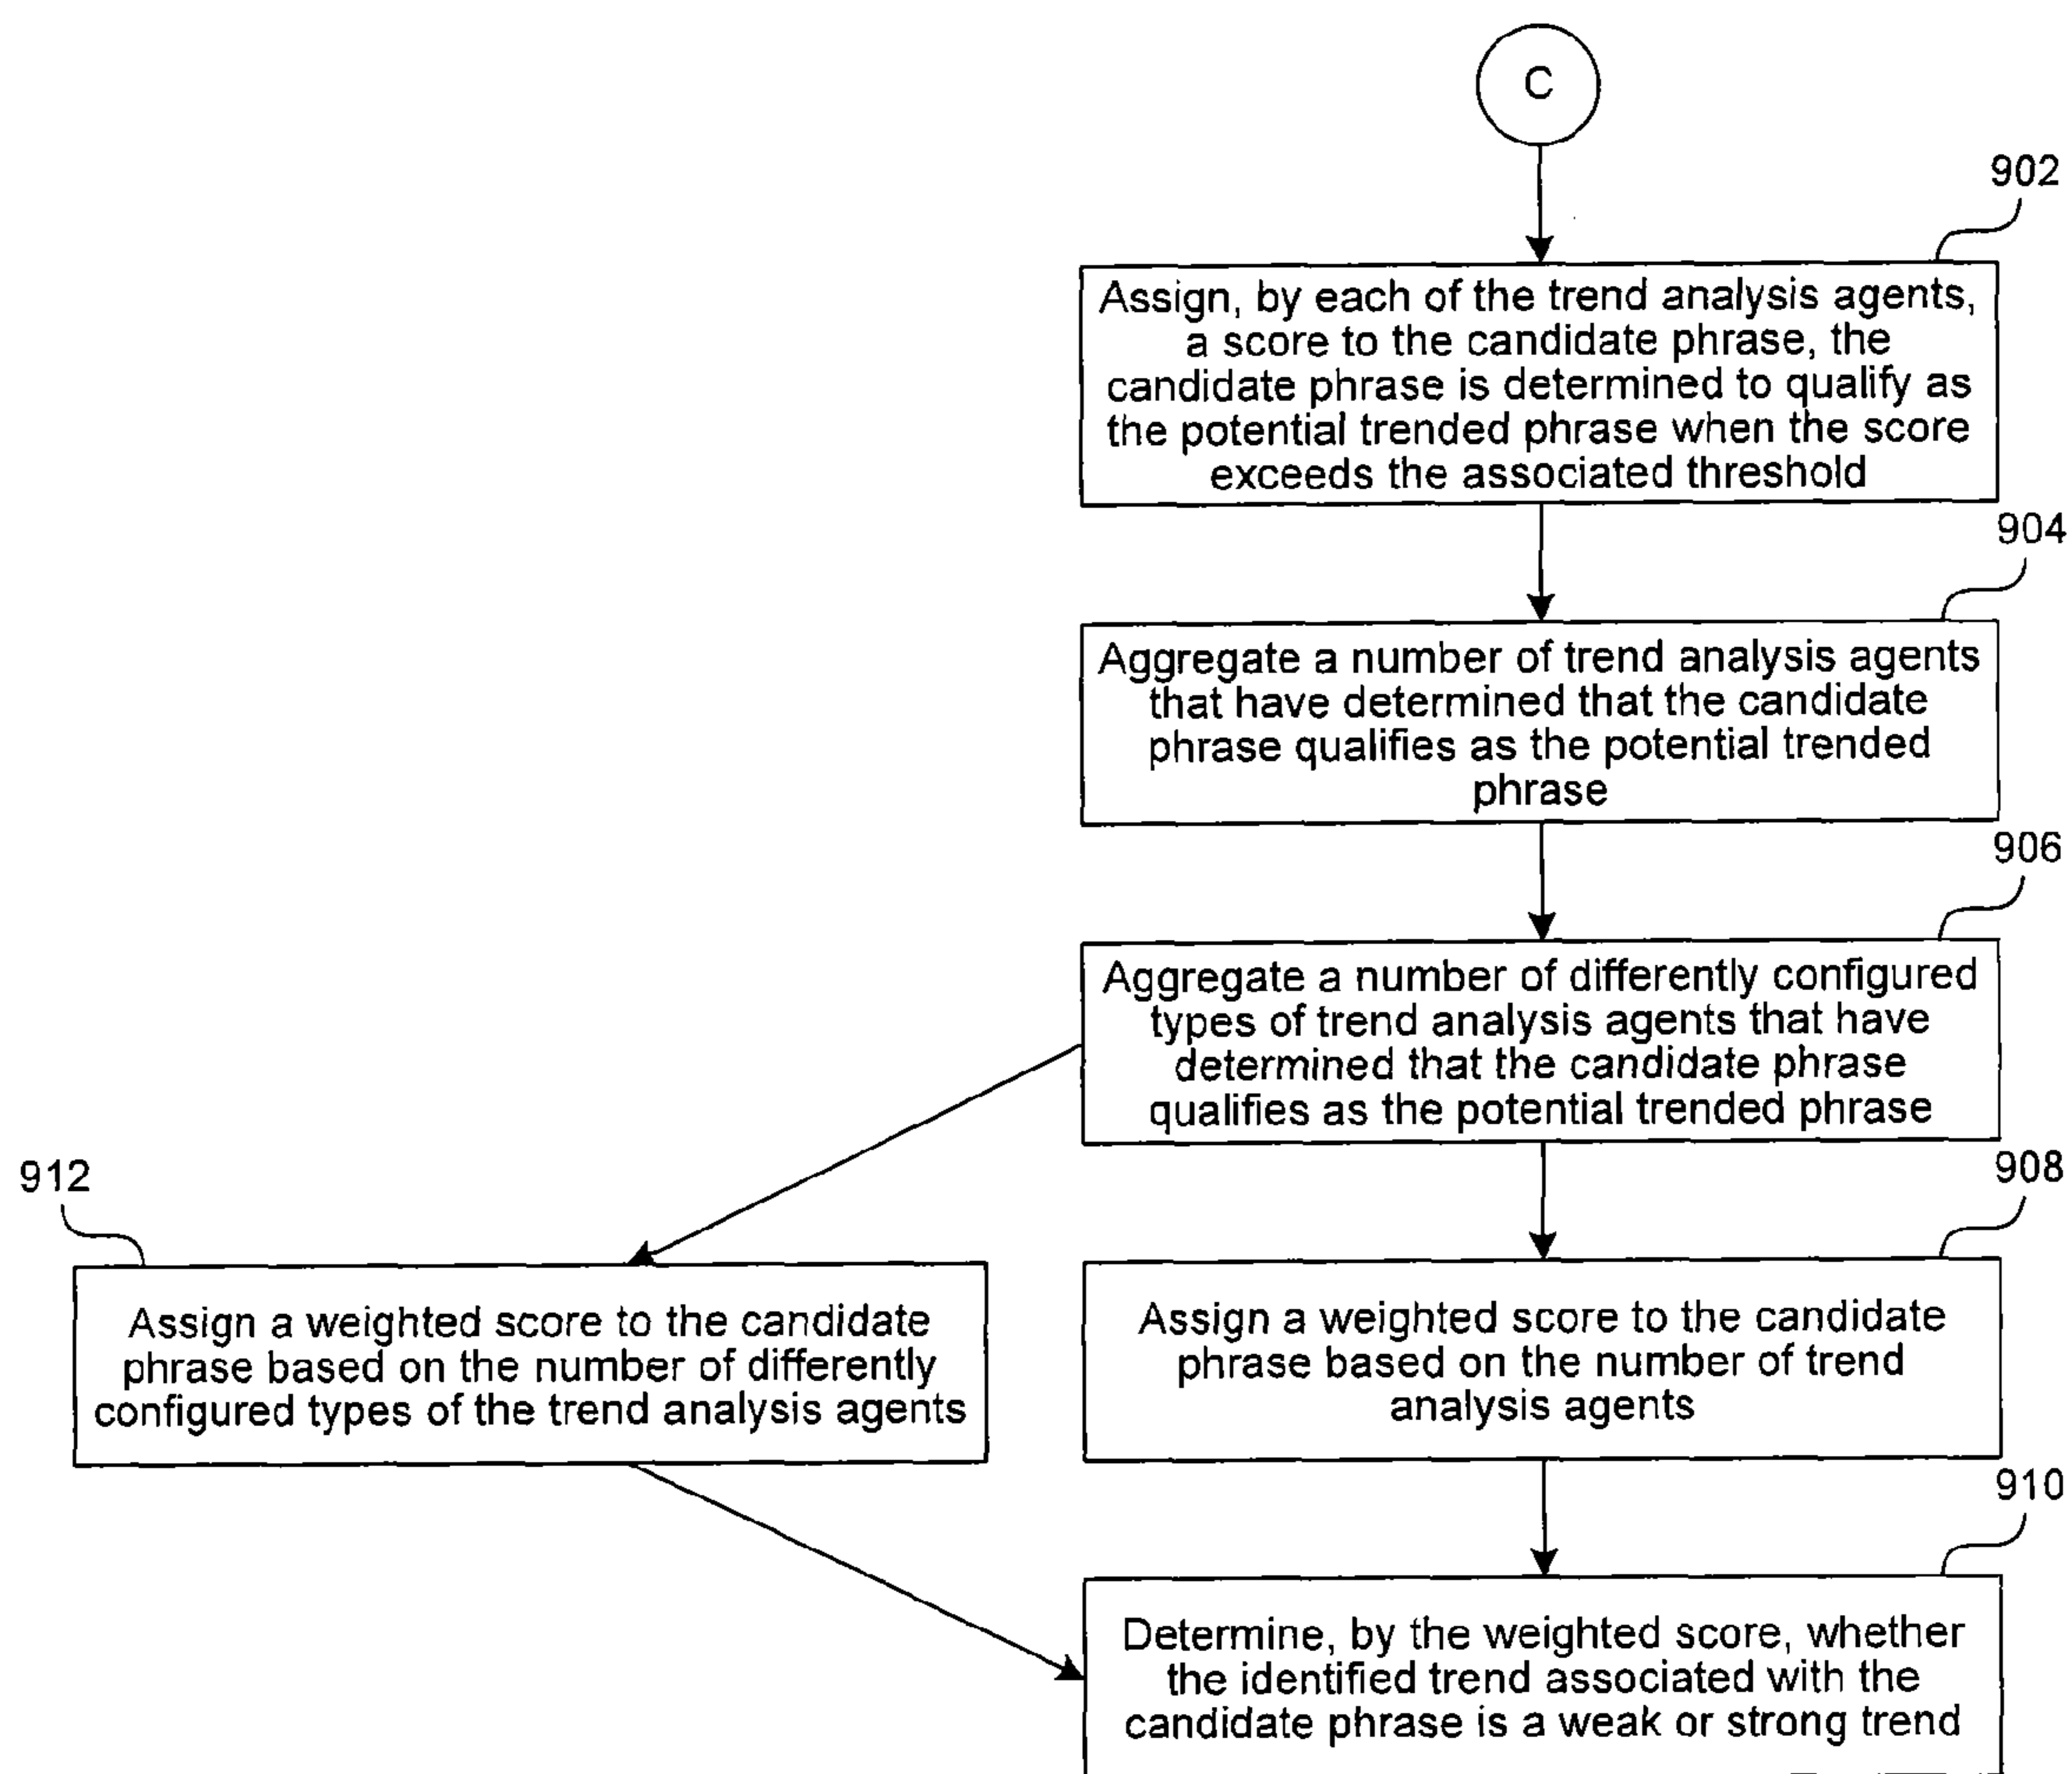 C
902
Assign, by each of the trend analysis agents,
a score to the candidate phrase, the
candidate phrase is determined to qualify as
the potential trended phrase when the score
exceeds the associated threshold
904
Aggregate a number of trend analysis agents
that have determined that the candidate
phrase qualifies as the potential trended
phrase
906
Aggregate a number of differently configured
types of trend analysis agents that have
determined that the candidate phrase
qualifies as the potential trended phrase
912
Assign a weighted score to the candidate
phrase based on the number of differently
configured types of the trend analysis agents
908
Assign a weighted score to the candidate
phrase based on the number of trend
analysis agents
910
Determine, by the weighted score, whether
the identified trend associated with the
candidate phrase is a weak or strong trend